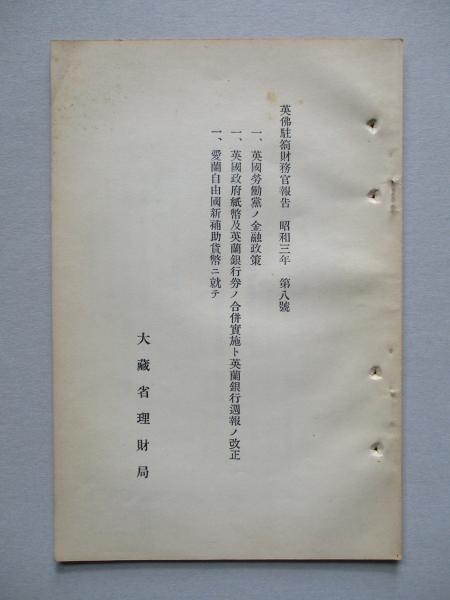 英佛駐箚財務官報告　昭和三年　第八號
一、英國勞働黨ノ金融政策
一、英國政府紙幣及英蘭銀行券ノ合併實施ト英蘭銀行週報ノ改正
一、愛蘭自由國新補助貨幣ニ就テ
大藏省理財局